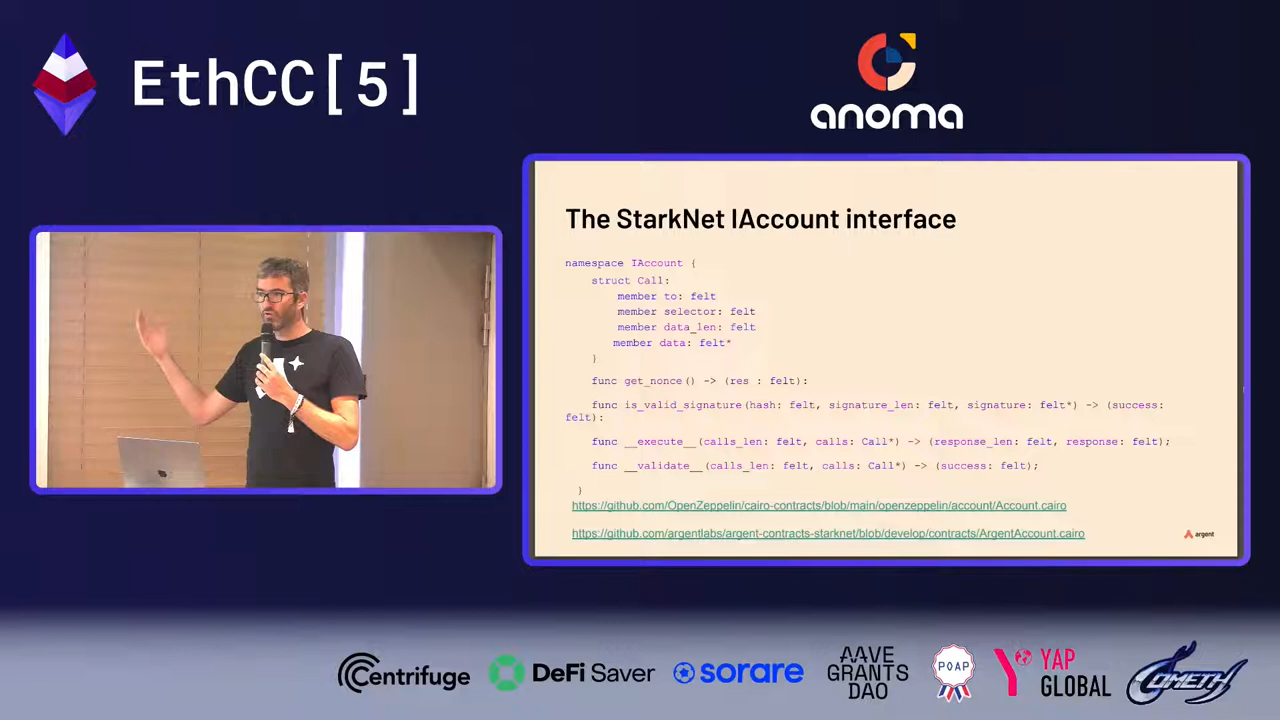 EthCC[5]
anoma
The StarkNet IAccount interface
namespace IAccount {
struct Call:
member to: felt
member selector: felt
member data_len: felt
member data: felt*
}
func get_nonce() -> (res : felt):
func is_valid_signature(hash: felt, signature_len: felt, signature: felt*) -> (success:
felt):
func __execute__(calls_len: felt, calls: Call*) -> (response_len: felt, response: felt);
func __validate__(calls_len: felt, calls: Call*) -> (success: felt);
}
https://github.com/OpenZeppelin/cairo-contracts/blob/main/openzeppelin/account/Account.cairo
https://github.com/argentlabs/argent-contracts-starknet/blob/develop/contracts/ArgentAccount.cairo
argent
Centrifuge
DeFi Saver
sorare
AAVE
GRANTS
DAO
POAP
YAP
GLOBAL
COMETH